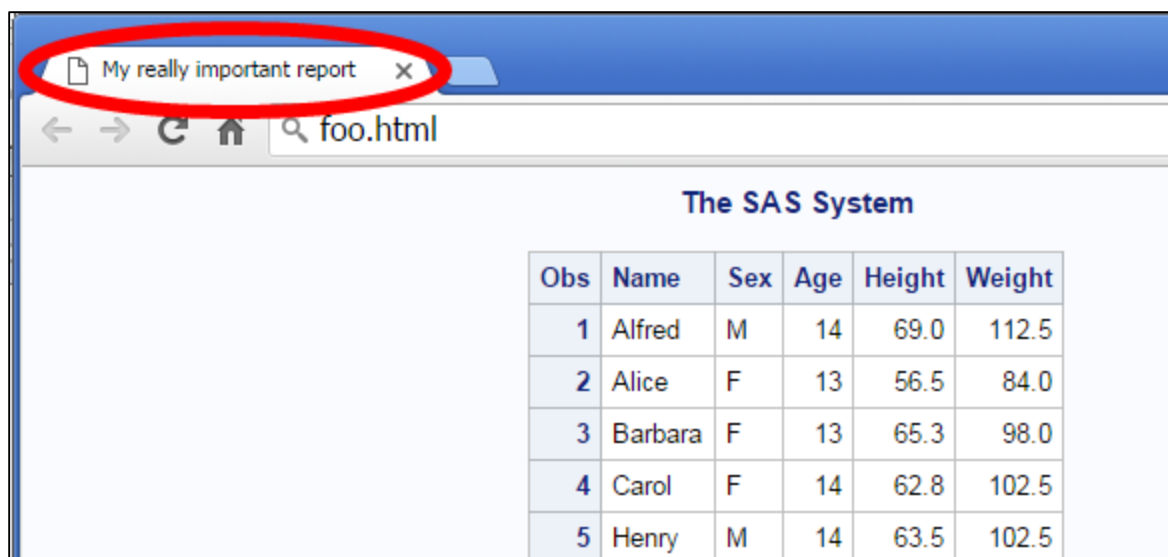 My really important report
foo.html
The SAS System
Obs Name Sex Age Height Weight
1 Alfred M 14 69.0 112.5
2 Alice F 13 56.5 84.0
3 Barbara F 13 65.3 98.0
4 Carol F 14 62.8 102.5
5 Henry M 14 63.5 102.5